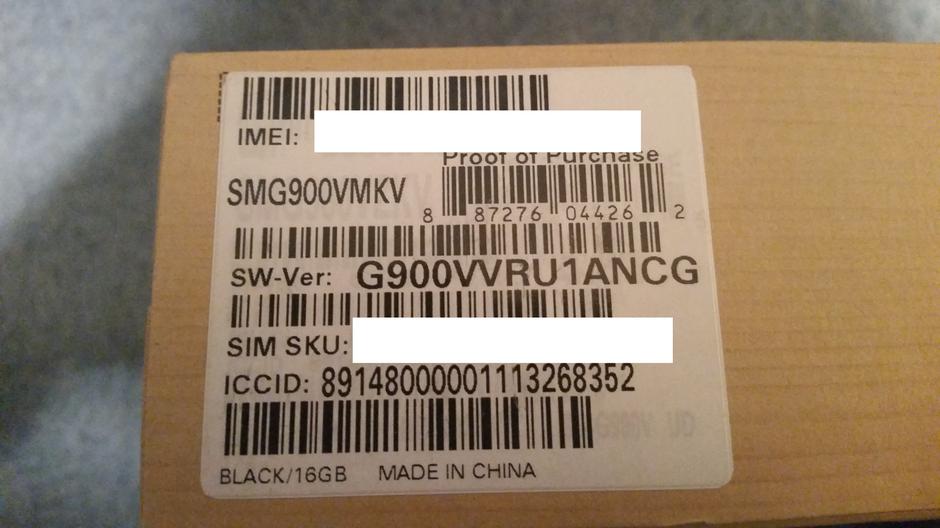 IMEI:
Proof of Purchase
SMG900VMKV
8 87276 04426 2
SW-Ver: G900VVRU1ANCG
SIM SKU:
ICCID: 89148000001113268352
BLACK/16GB MADE IN CHINA